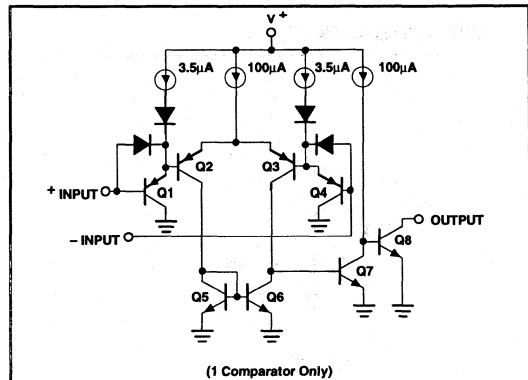 V+
3.5µA 100µA 3.5µA 100µA
Q2 Q3
+ INPUT Q1 Q4
OUTPUT
– INPUT Q8
Q7
Q5 Q6
(1 Comparator Only)